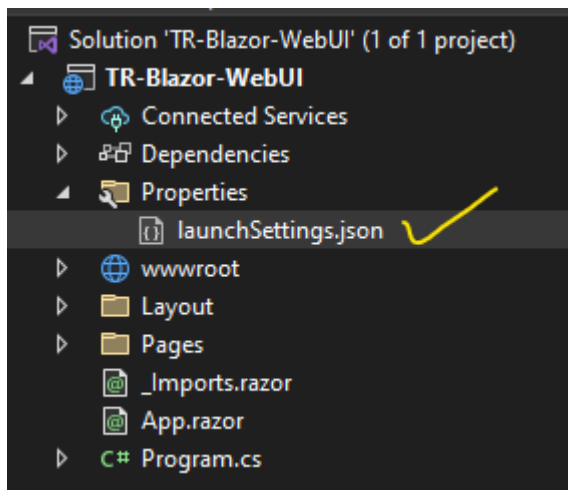 Solution 'TR-Blazor-WebUI' (1 of 1 project)
TR-Blazor-WebUI
Connected Services
Dependencies
Properties
launchSettings.json
wwwroot
Layout
Pages
_Imports.razor
App.razor
C# Program.cs